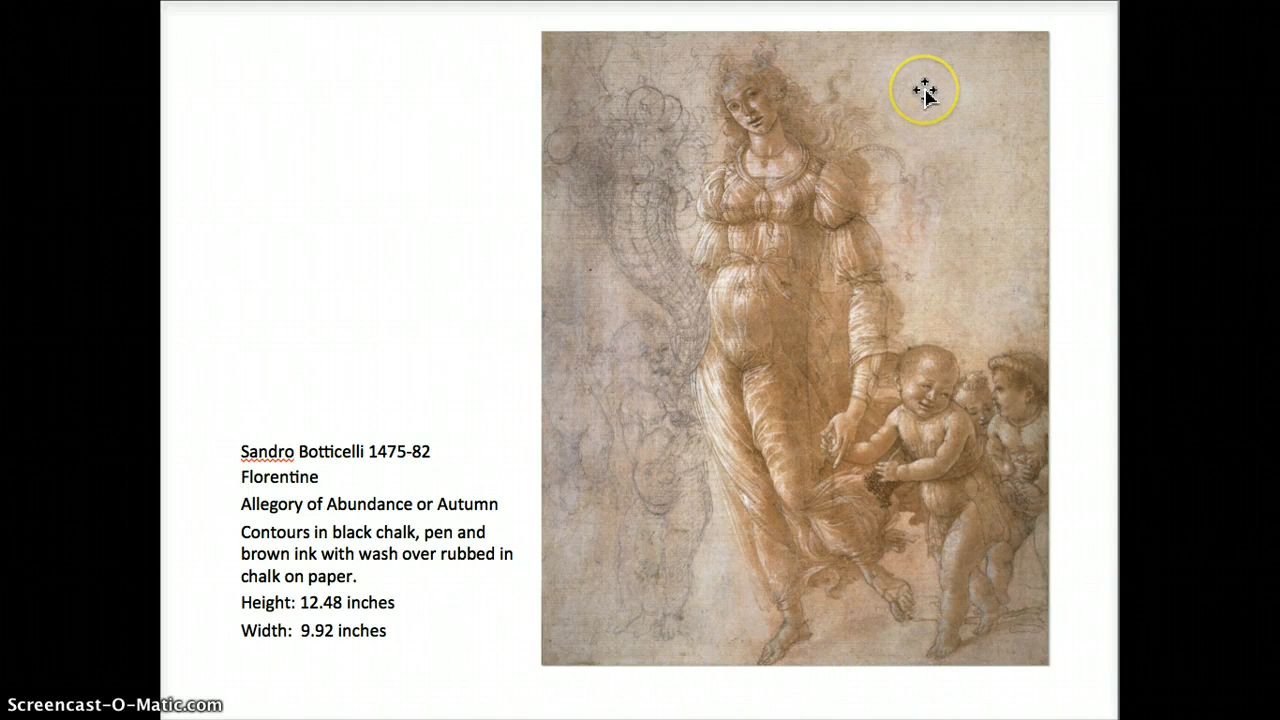 Sandro Botticelli 1475-82
Florentine
Allegory of Abundance or Autumn
Contours in black chalk, pen and
brown ink with wash over rubbed in
chalk on paper.
Height: 12.48 inches
Width:  9.92 inches
Screencast-O-Matic.com